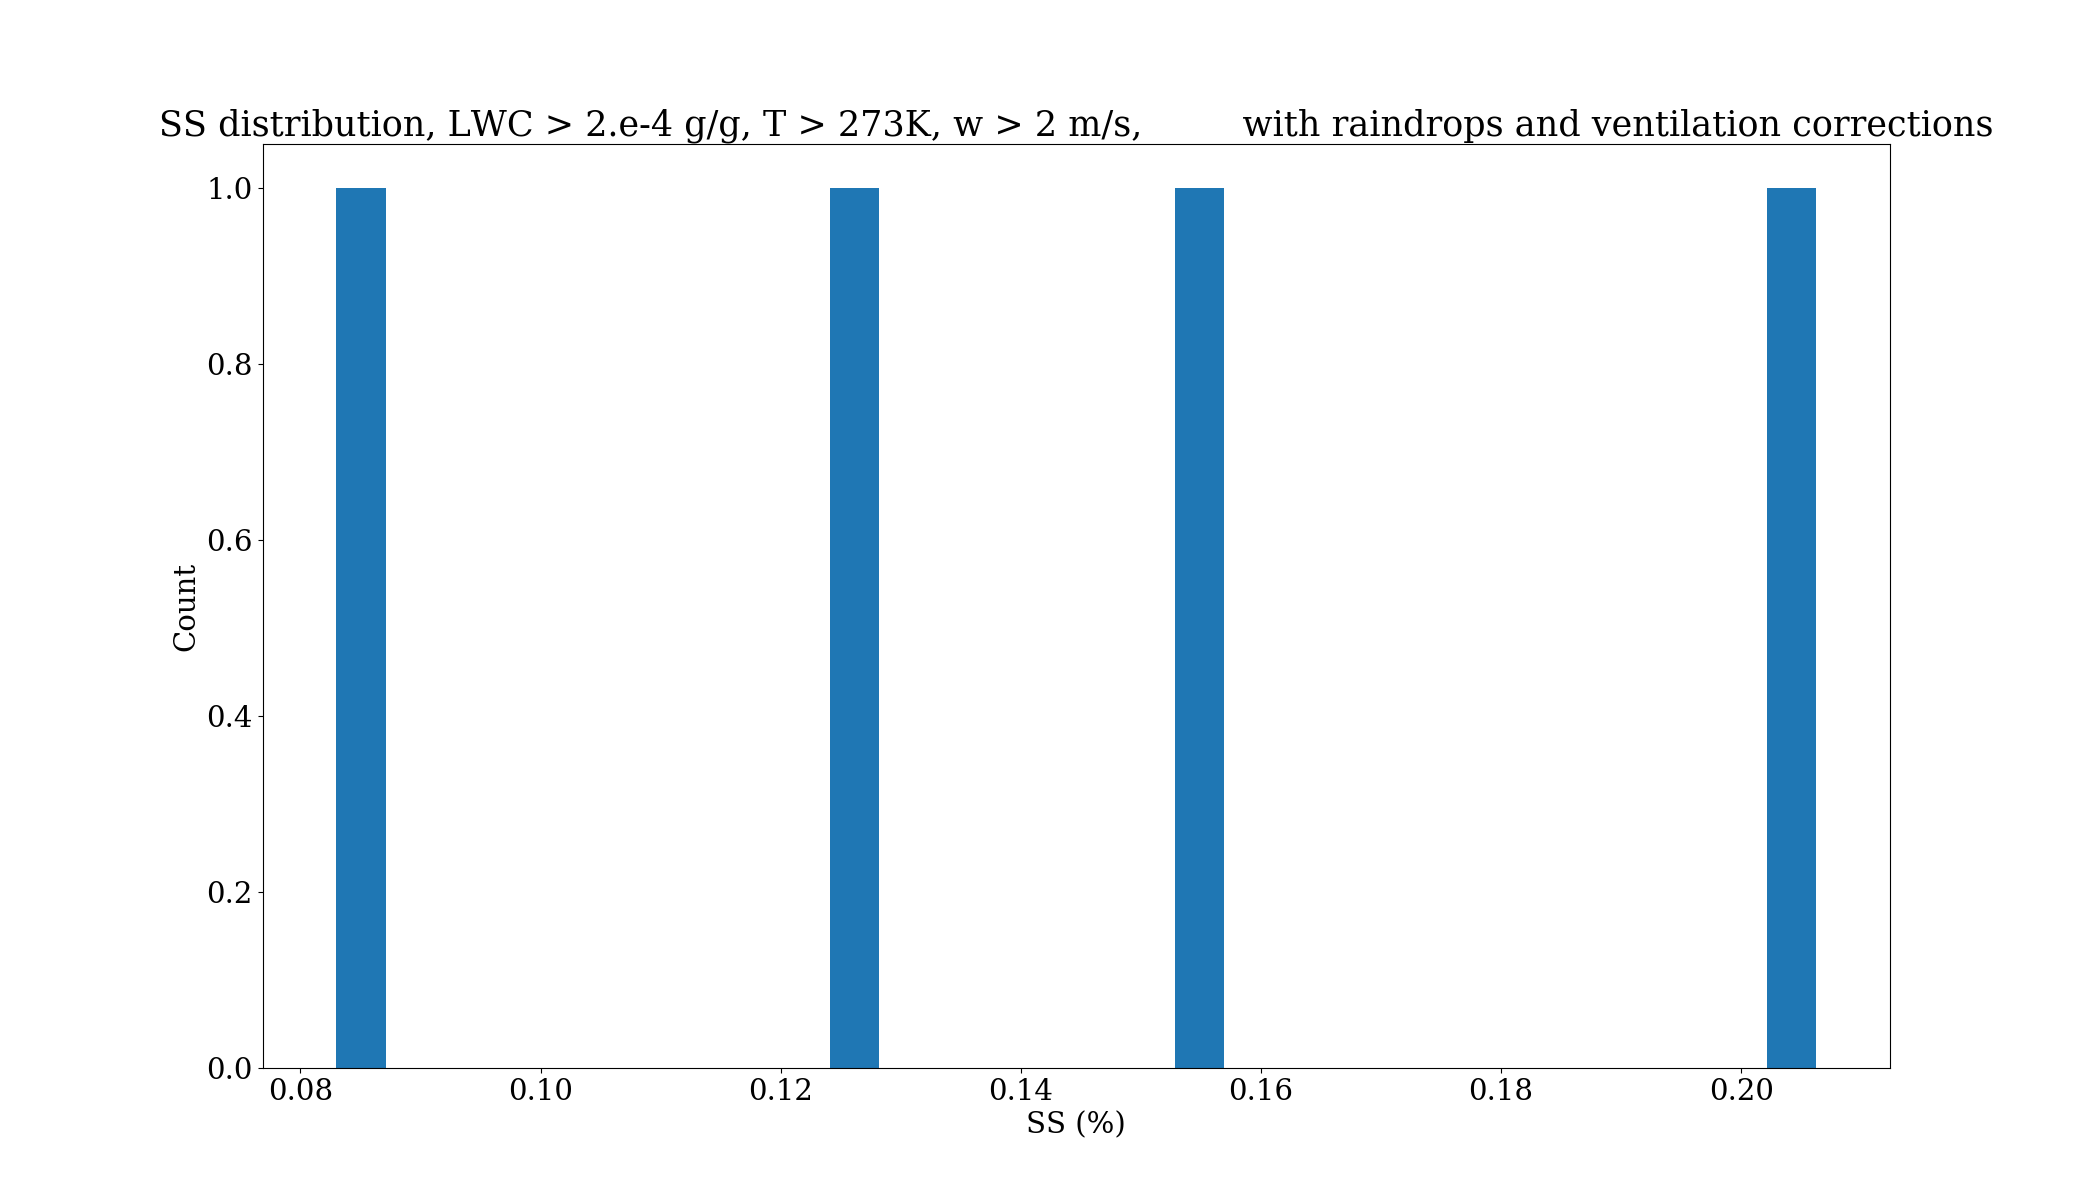 SS distribution, LWC > 2.e-4 g/g, T > 273K, w > 2 m/s, with raindrops and ventilation corrections
1.0
0.8
0.6
0.4
0.2
0.0
Count
0.08 0.10 0.12 0.14 0.16 0.18 0.20
SS (%)